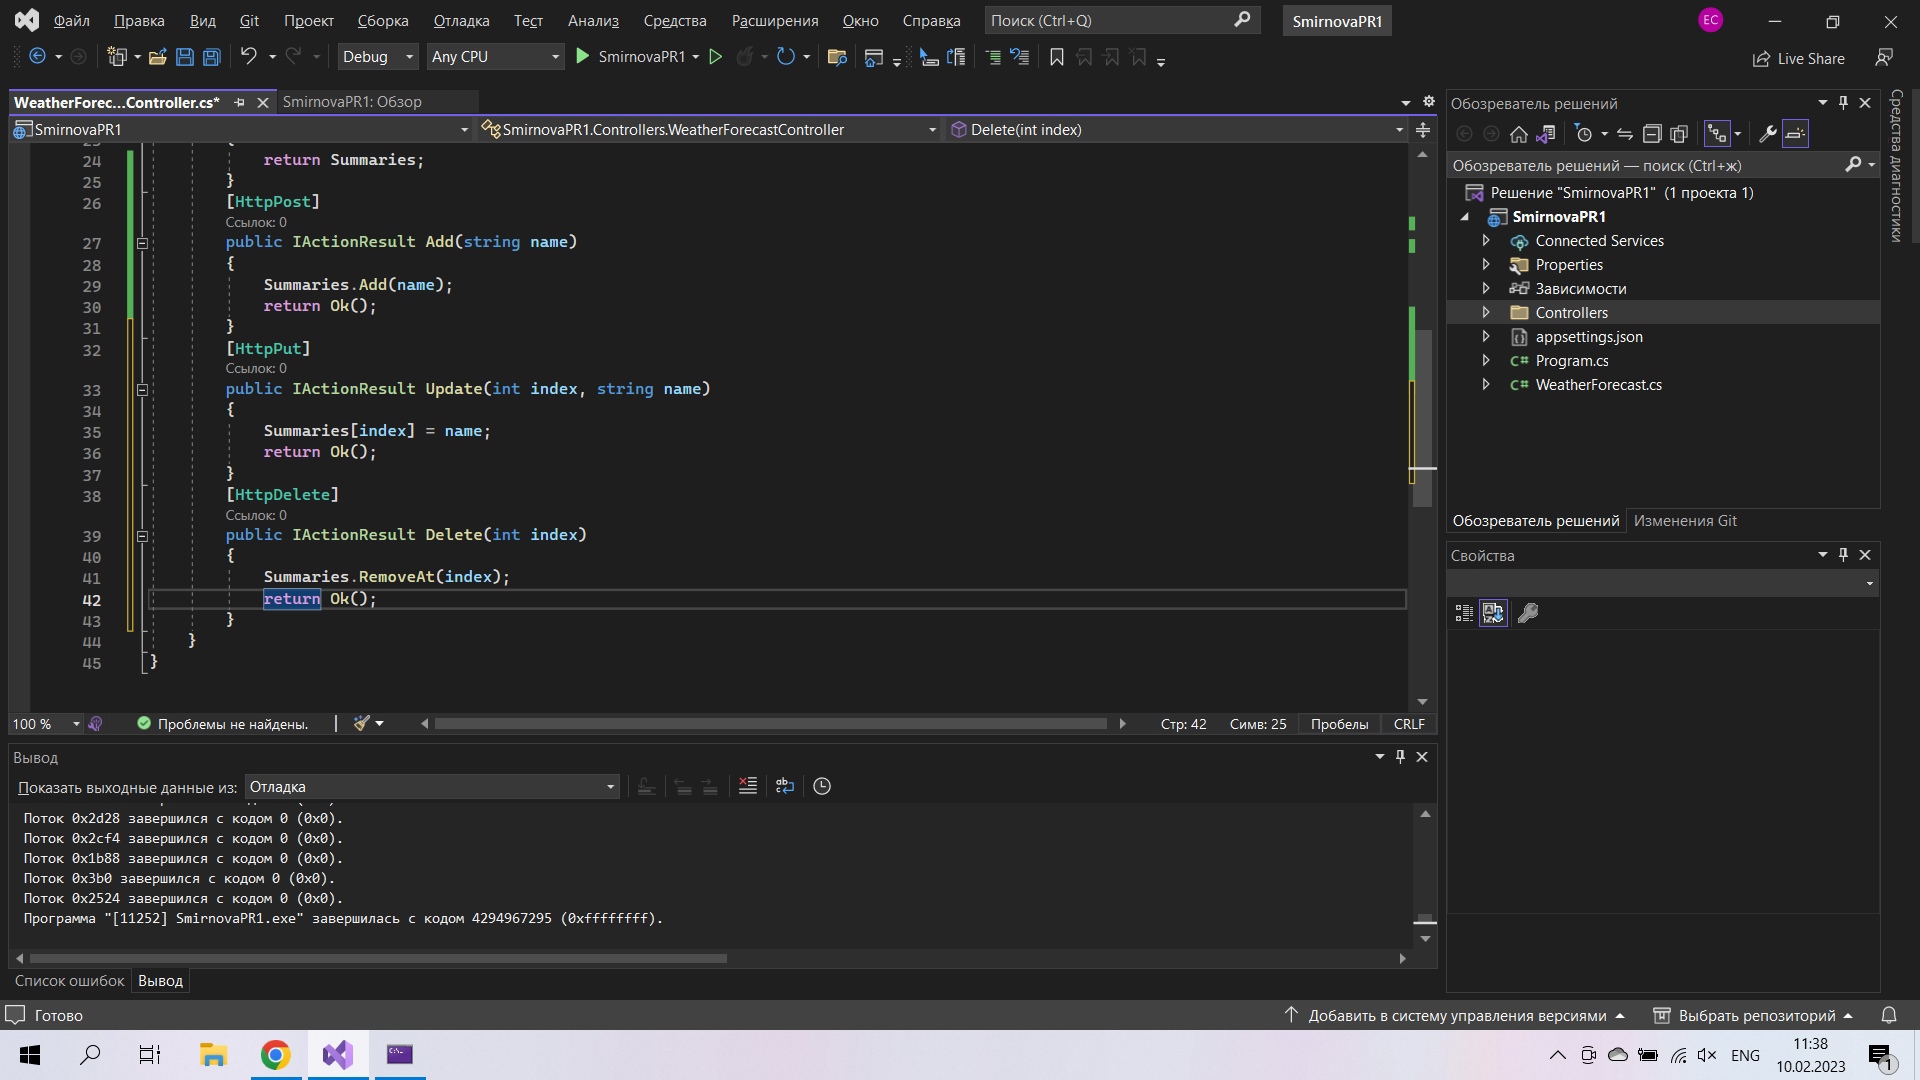 Файл Правка Вид Git Проект Сборка Отладка Тест Анализ Средства Расширения Окно Справка Поиск (Ctrl+Q) SmirnovaPR1 EC
Debug Any CPU SmirnovaPR1 Live Share
WeatherForec...Controller.cs* SmirnovaPR1: Обзор
SmirnovaPR1 SmirnovaPR1.Controllers.WeatherForecastController Delete(int index)
23 {
24 return Summaries;
25 }
26 [HttpPost]
Ссылок: 0
27 public IActionResult Add(string name)
28 {
29 Summaries.Add(name);
30 return Ok();
31 }
32 [HttpPut]
Ссылок: 0
33 public IActionResult Update(int index, string name)
34 {
35 Summaries[index] = name;
36 return Ok();
37 }
38 [HttpDelete]
Ссылок: 0
39 public IActionResult Delete(int index)
40 {
41 Summaries.RemoveAt(index);
42 return Ok();
43 }
44 }
45 }
100 % Проблемы не найдены. Стр: 42 Симв: 25 Пробелы CRLF
Вывод
Показать выходные данные из: Отладка
Поток 0x2d28 завершился с кодом 0 (0x0).
Поток 0x2cf4 завершился с кодом 0 (0x0).
Поток 0x1b88 завершился с кодом 0 (0x0).
Поток 0x3b0 завершился с кодом 0 (0x0).
Поток 0x2524 завершился с кодом 0 (0x0).
Программа "[11252] SmirnovaPR1.exe" завершилась с кодом 4294967295 (0xffffffff).
Список ошибок Вывод
Обозреватель решений
Обозреватель решений — поиск (Ctrl+ж)
Решение "SmirnovaPR1" (1 проекта 1)
SmirnovaPR1
Connected Services
Properties
Зависимости
Controllers
appsettings.json
C# Program.cs
C# WeatherForecast.cs
Обозреватель решений Изменения Git
Свойства
Средства диагностики
Готово Добавить в систему управления версиями Выбрать репозиторий
ENG 11:38
10.02.2023 1